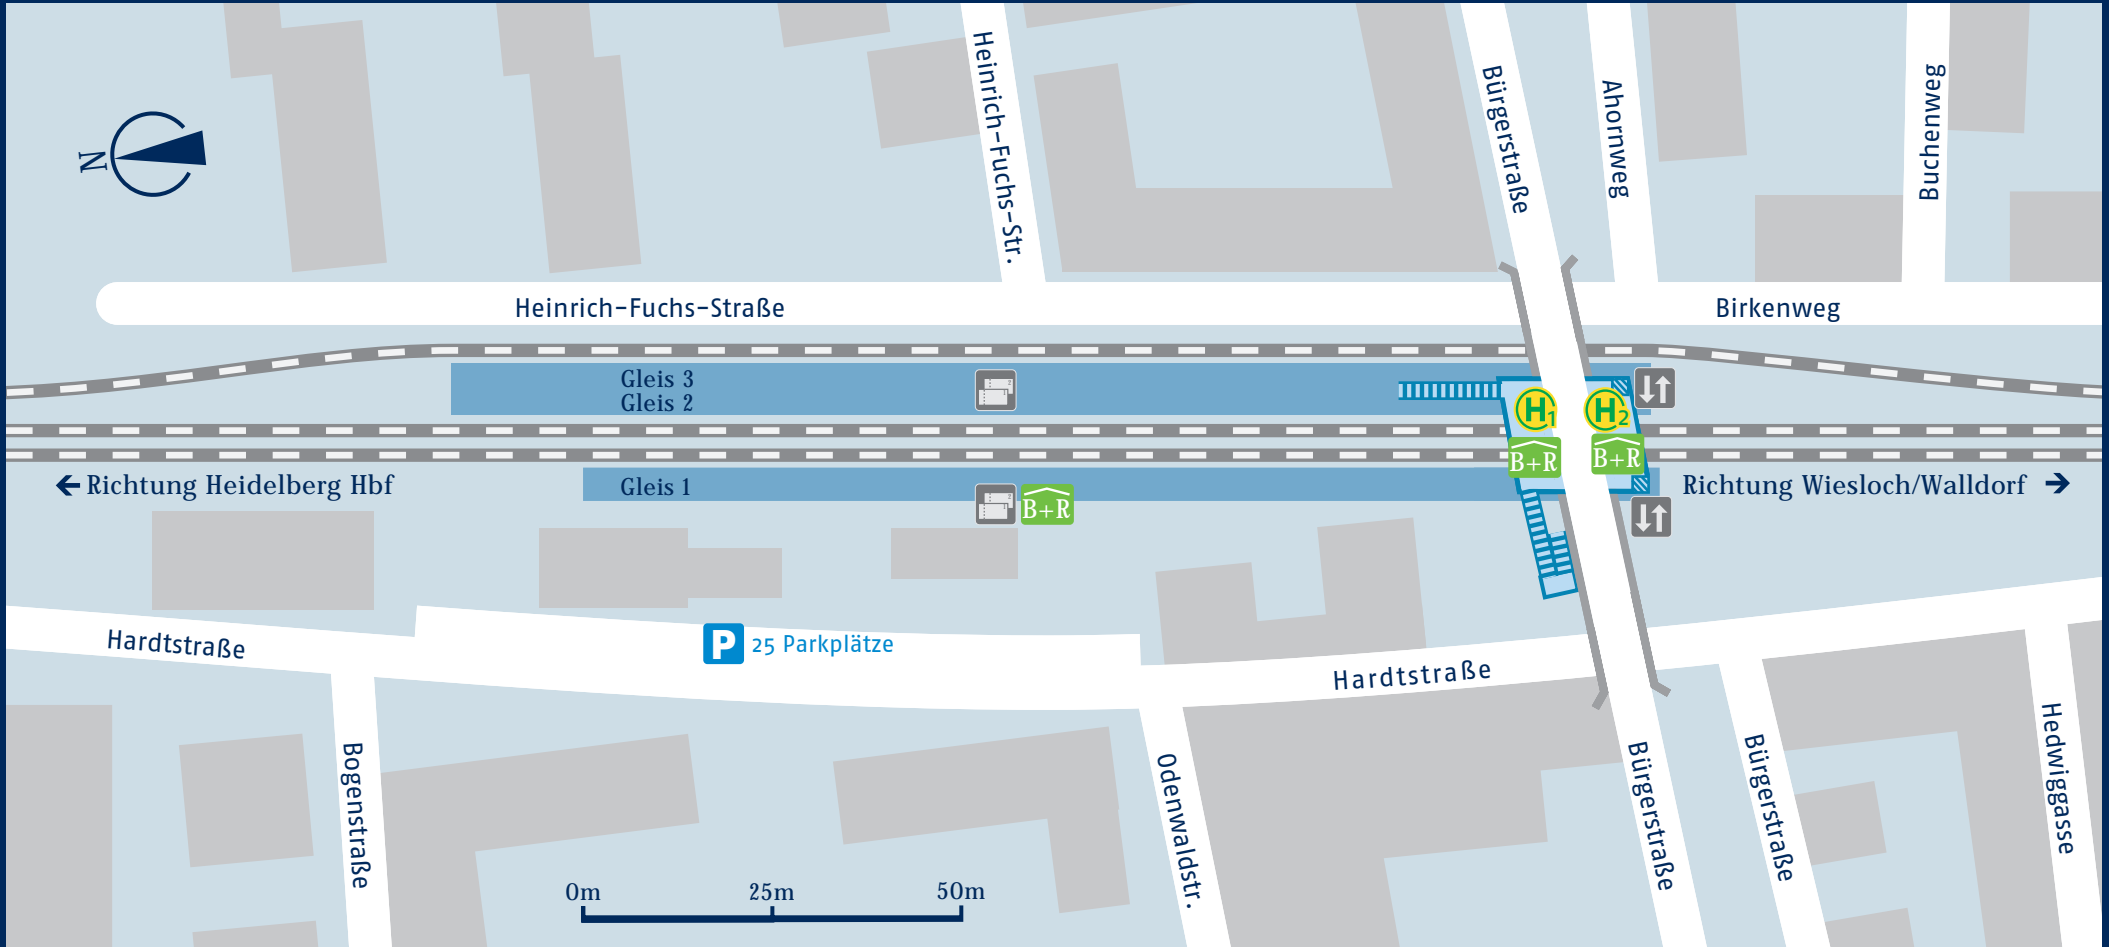 N
Heinrich-Fuchs-Str.
Bürgerstraße
Ahornweg
Buchenweg
Heinrich-Fuchs-Straße
Birkenweg
Gleis 3
Gleis 2
H1
H2
B+R
B+R
Richtung Heidelberg Hbf
Gleis 1
B+R
Richtung Wiesloch/Walldorf
Hardtstraße
P 25 Parkplätze
Hardtstraße
Bogenstraße
Odenwaldstr.
Bürgerstraße
Bürgerstraße
Hedwiggasse
0m 25m 50m